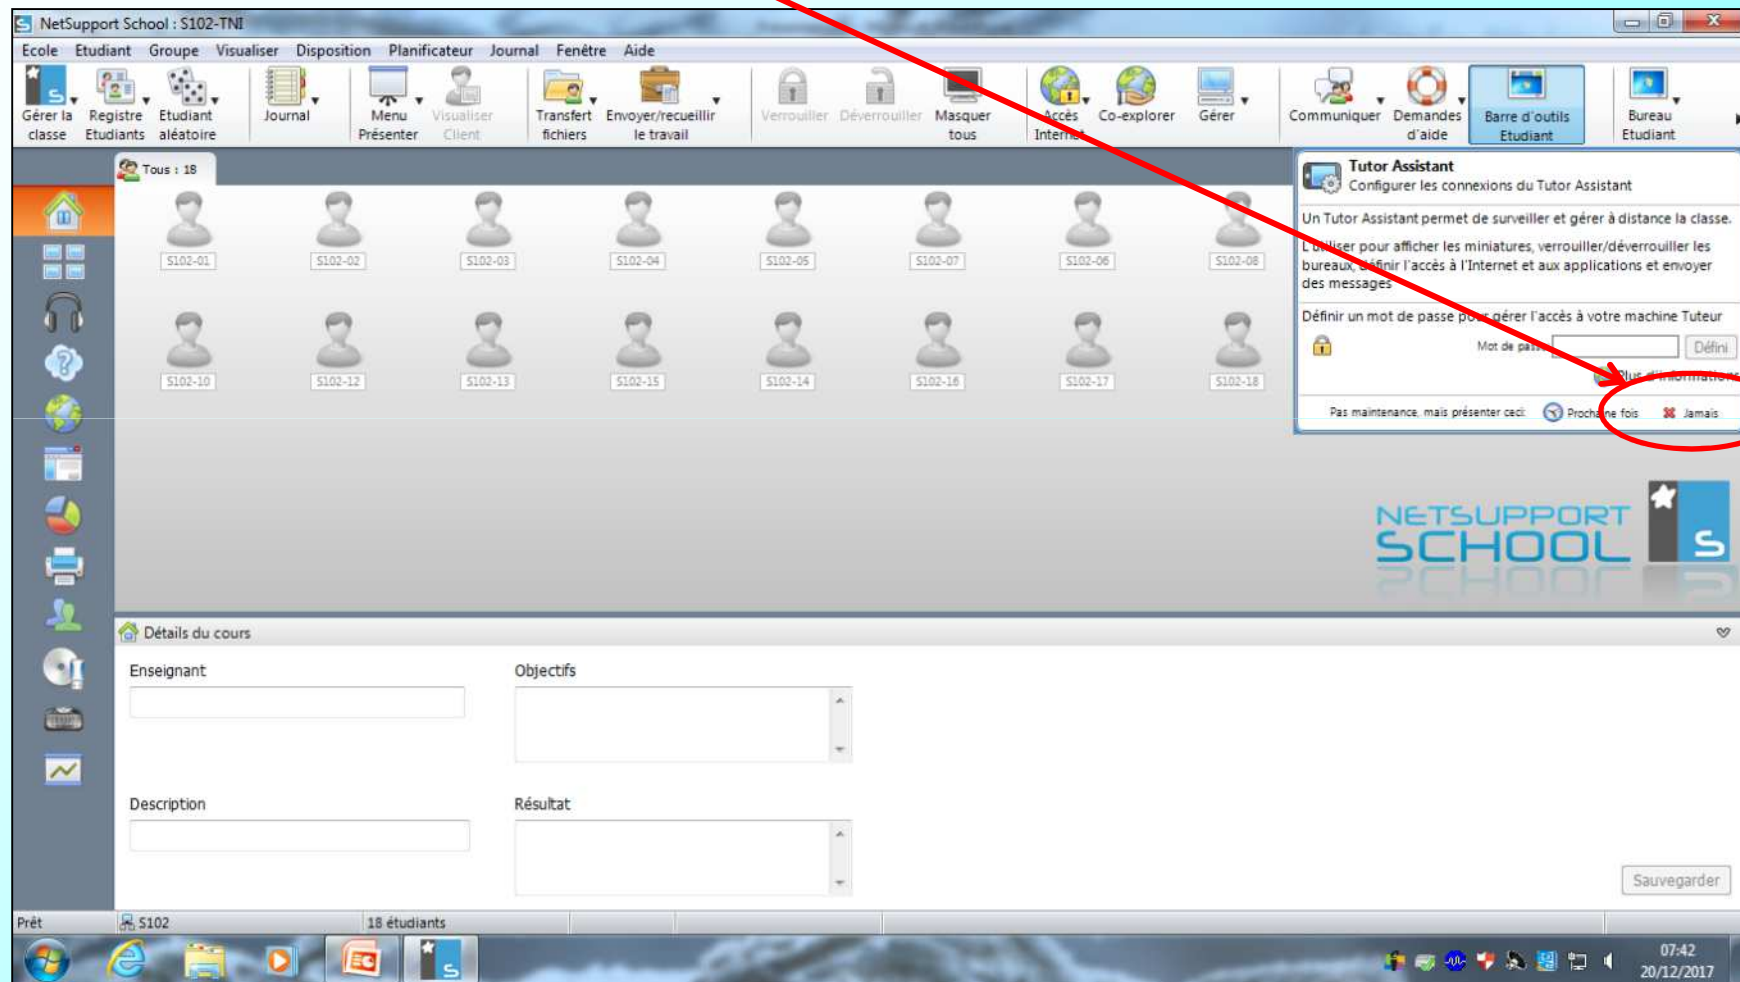 NetSupport School : S102-TNI
Ecole Etudiant Groupe Visualiser Disposition Planificateur Journal Fenêtre Aide
Gérer la classe
Registre Etudiants
Etudiant aléatoire
Journal
Menu Présenter
Visualiser Client
Transfert fichiers
Envoyer/recueillir le travail
Verrouiller
Déverrouiller
Masquer tous
Accès Internet
Co-explorer
Gérer
Communiquer
Demandes d'aide
Barre d'outils Etudiant
Bureau Etudiant
Tous : 18
S102-01 S102-02 S102-03 S102-04 S102-05 S102-07 S102-06 S102-08
S102-10 S102-12 S102-13 S102-15 S102-14 S102-16 S102-17 S102-18
Tutor Assistant
Configurer les connexions du Tutor Assistant
Un Tutor Assistant permet de surveiller et gérer à distance la classe.
L'utiliser pour afficher les miniatures, verrouiller/déverrouiller les
bureaux, définir l'accès à l'Internet et aux applications et envoyer
des messages
Définir un mot de passe pour gérer l'accès à votre machine Tuteur
Mot de passe
Défini
Plus d'informations
Pas maintenance, mais présenter ceci: Prochaine fois Jamais
NETSUPPORT
SCHOOL
S
Détails du cours
Enseignant
Objectifs
Description
Résultat
Sauvegarder
Prêt S102 18 étudiants
07:42
20/12/2017